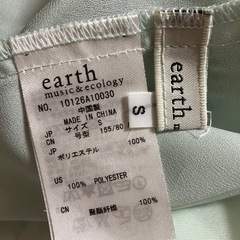 earth
music&ecology
NO. 10126A10030
中国製
MADE IN CHINA
JP サイズ S
CN 号型 155/80
JP
ポリエステル
100%
US
100% POLYESTER
CN
聚酯纤维
100%
S
earth
m